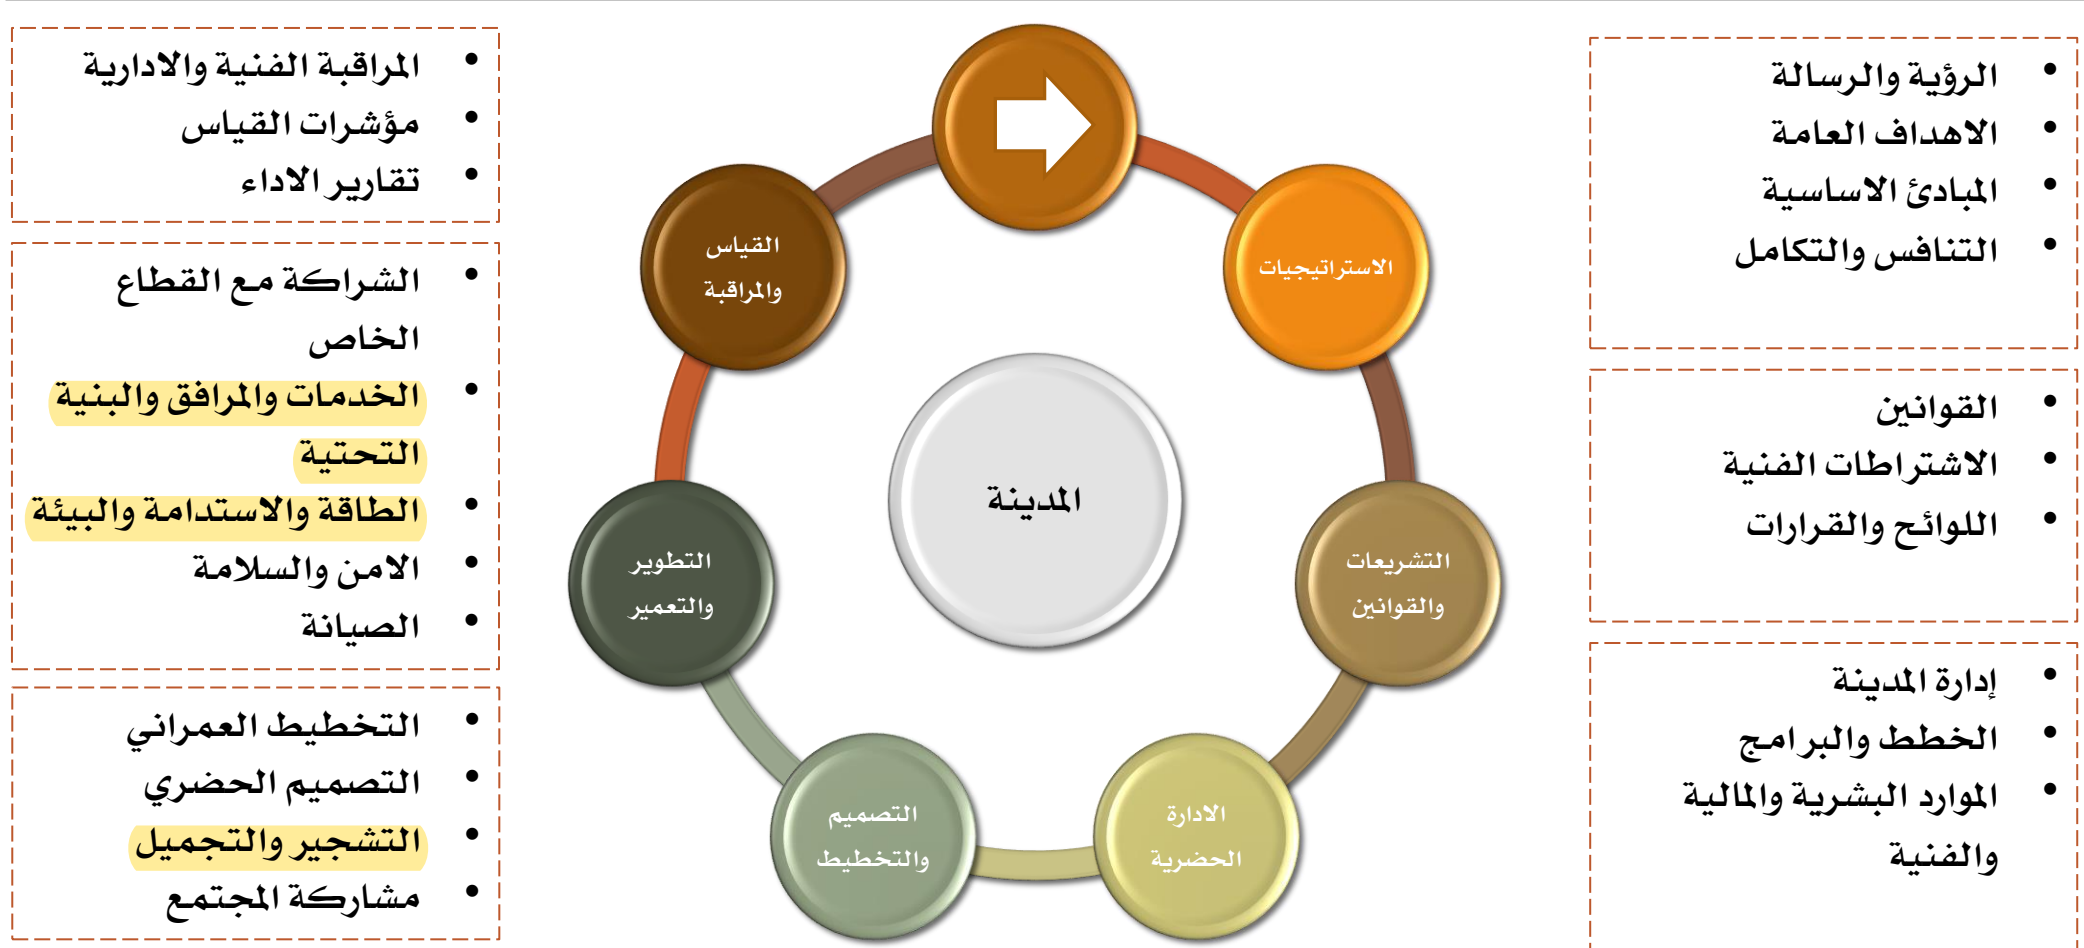 الرؤية والرسالة
الاهداف العامة
المبادئ الاساسية
التنافس والتكامل
القوانين
الاشتراطات الفنية
اللوائح والقرارات
إدارة المدينة
الخطط والبرامج
الموارد البشرية والمالية
والفنية
الاستراتيجيات
التشريعات
والقوانين
الادارة
الحضرية
التصميم
والتخطيط
التطوير
والتعمير
القياس
والمراقبة
المدينة
المراقبة الفنية والادارية
مؤشرات القياس
تقارير الاداء
الشراكة مع القطاع
الخاص
الخدمات والمرافق والبنية
التحتية
الطاقة والاستدامة والبيئة
الامن والسلامة
الصيانة
التخطيط العمراني
التصميم الحضري
التشجير والتجميل
مشاركة المجتمع